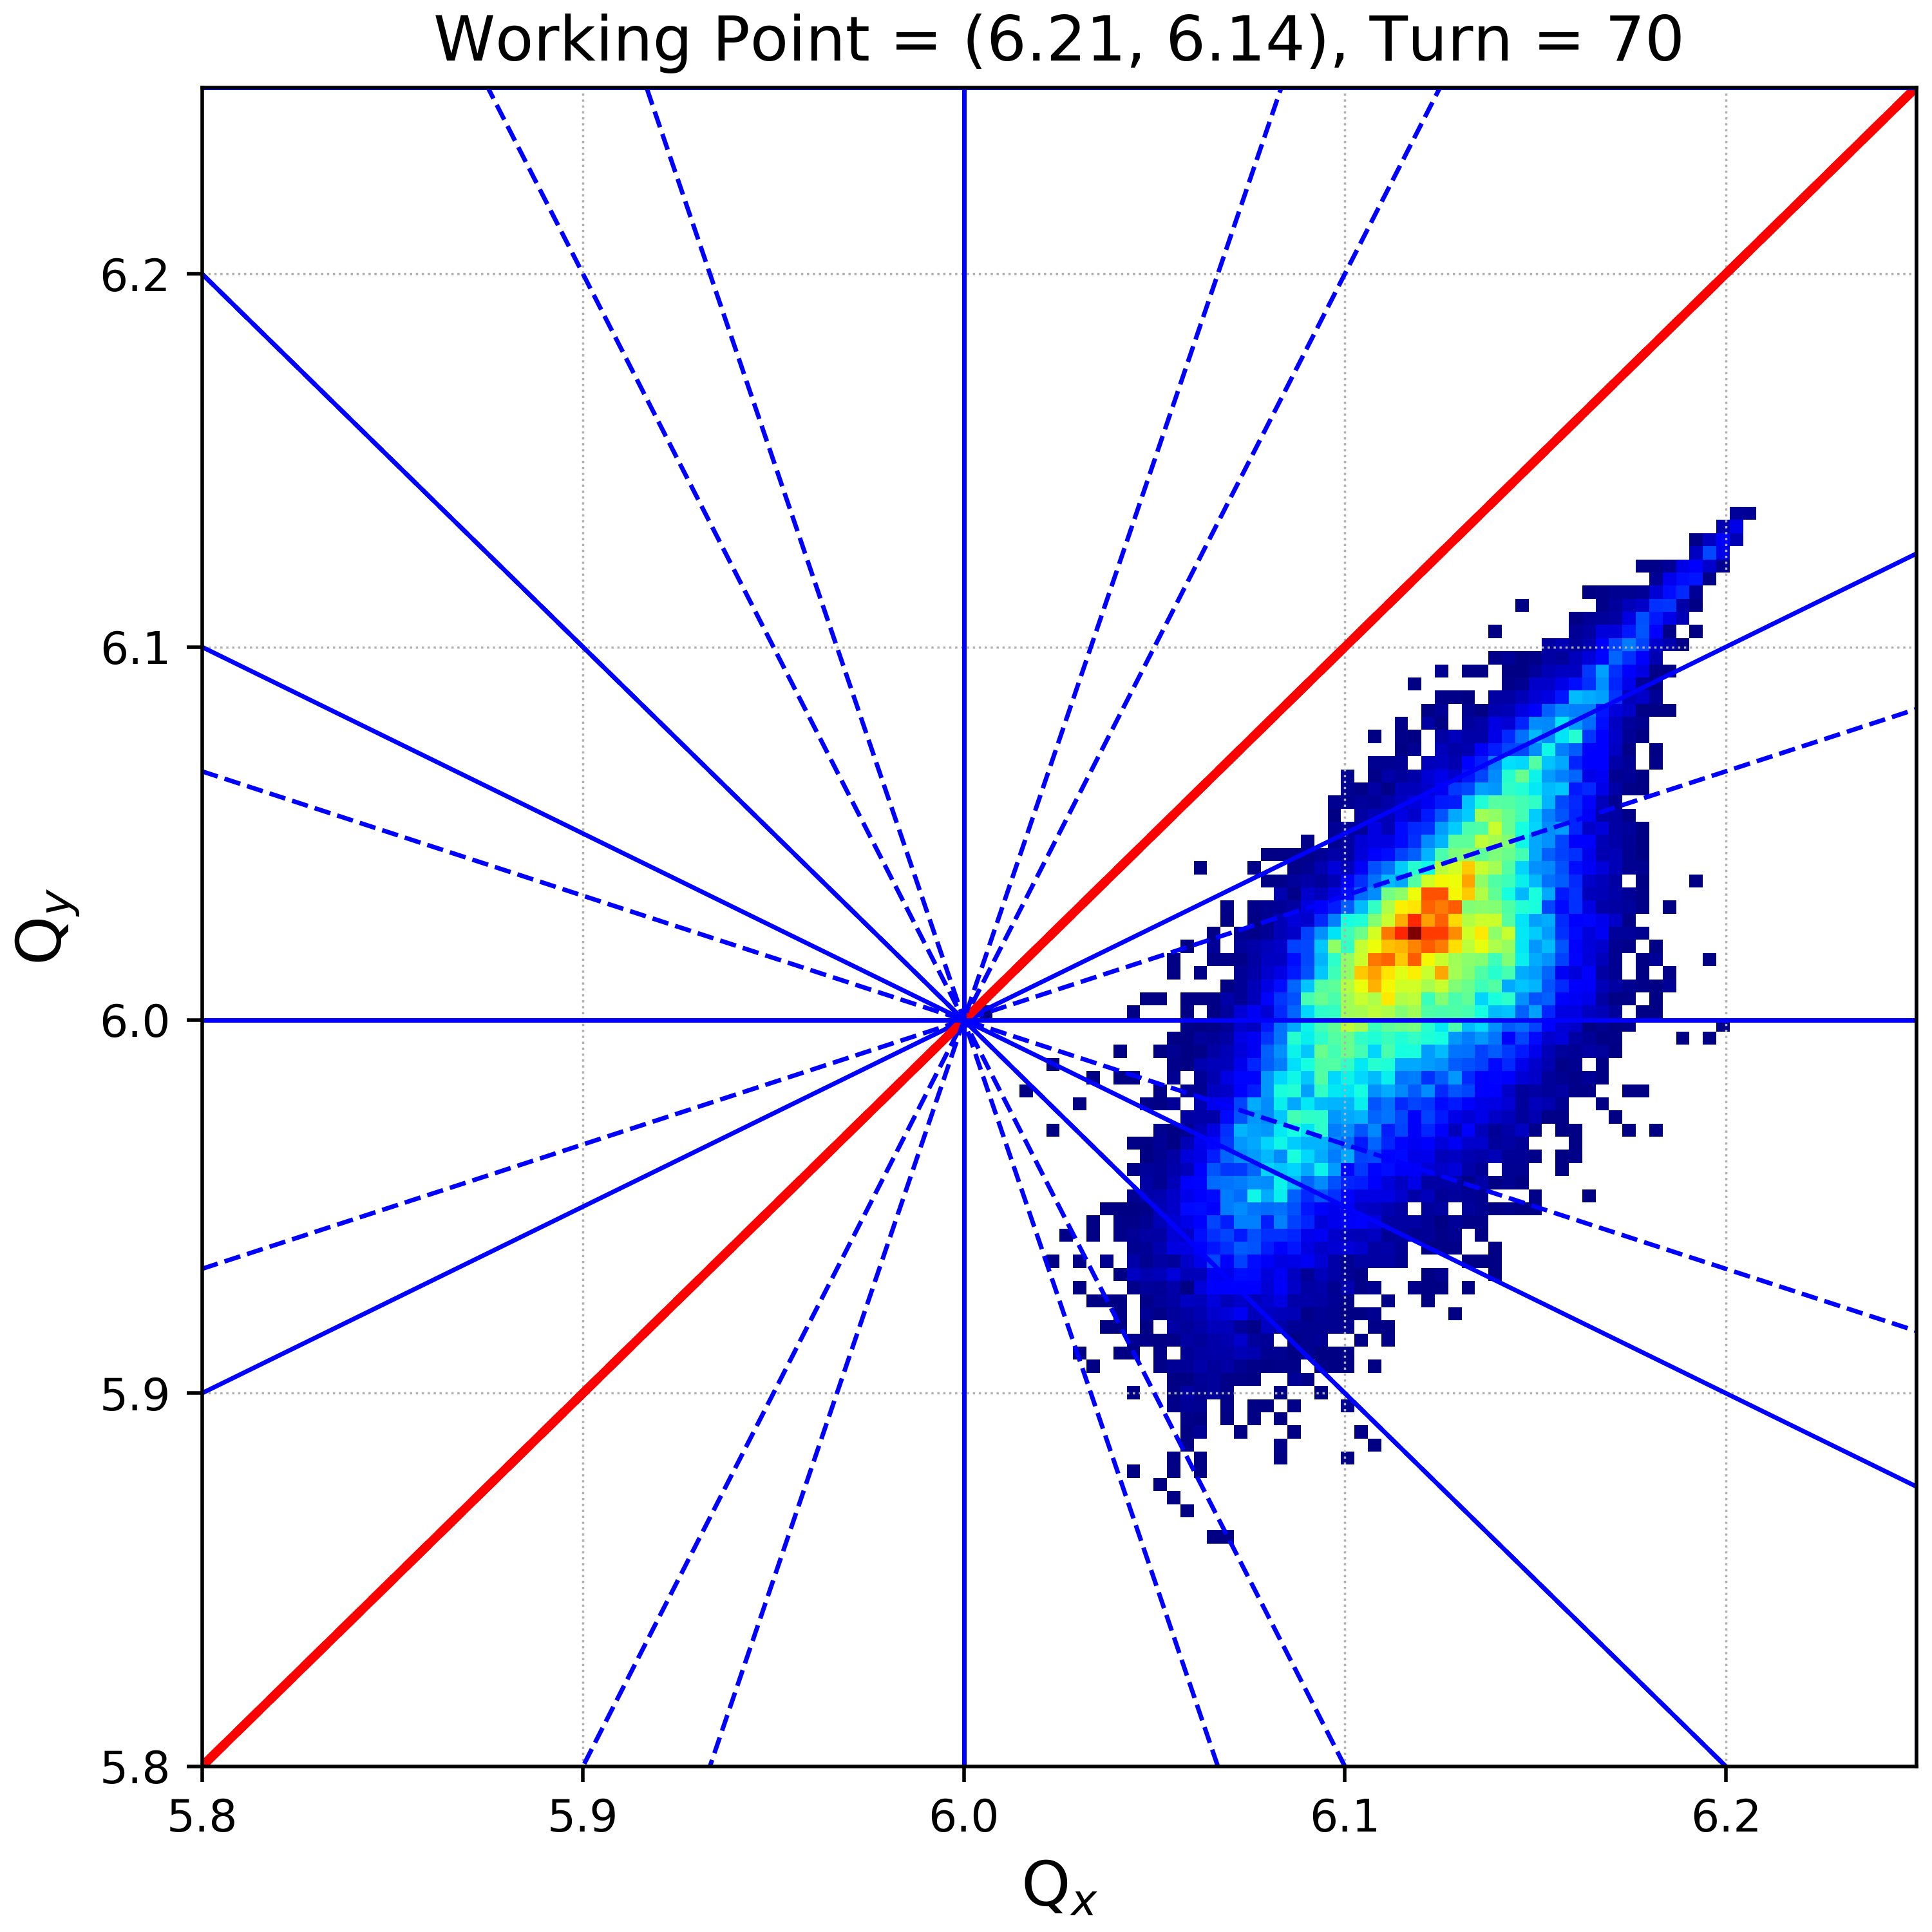 Working Point = (6.21, 6.14), Turn = 70
6.2
6.1
6.0
5.9
5.8
Qy
5.8 5.9 6.0 6.1 6.2
Qx